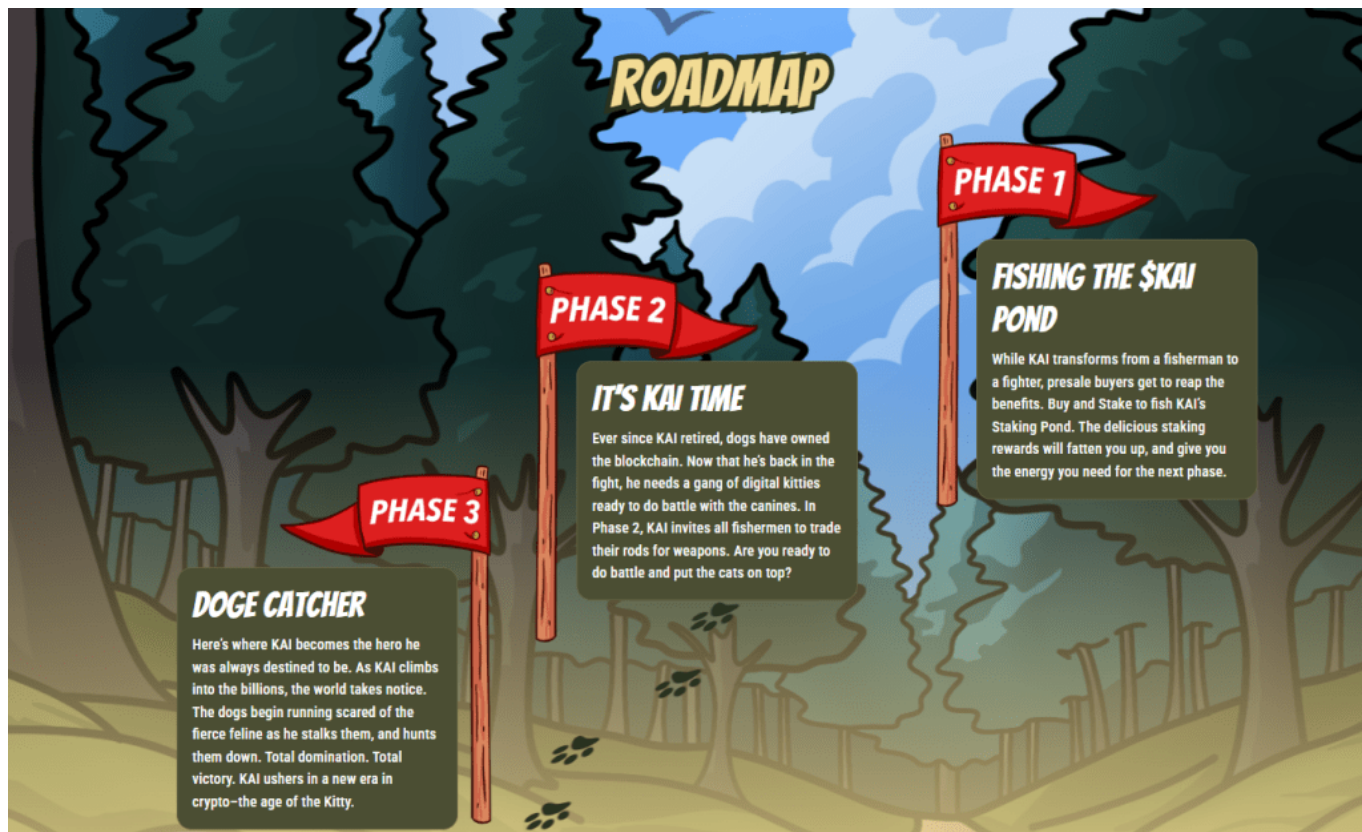 ROADMAP
PHASE 1
FISHING THE $KAI
POND
While KAI transforms from a fisherman to
a fighter, presale buyers get to reap the
benefits. Buy and Stake to fish KAI's
Staking Pond. The delicious staking
rewards will fatten you up, and give you
the energy you need for the next phase.
PHASE 2
IT'S KAI TIME
Ever since KAI retired, dogs have owned
the blockchain. Now that he's back in the
fight, he needs a gang of digital kitties
ready to do battle with the canines. In
Phase 2, KAI invites all fishermen to trade
their rods for weapons. Are you ready to
do battle and put the cats on top?
PHASE 3
DOGE CATCHER
Here's where KAI becomes the hero he
was always destined to be. As KAI climbs
into the billions, the world takes notice.
The dogs begin running scared of the
fierce feline as he stalks them, and hunts
them down. Total domination. Total
victory. KAI ushers in a new era in
crypto–the age of the Kitty.